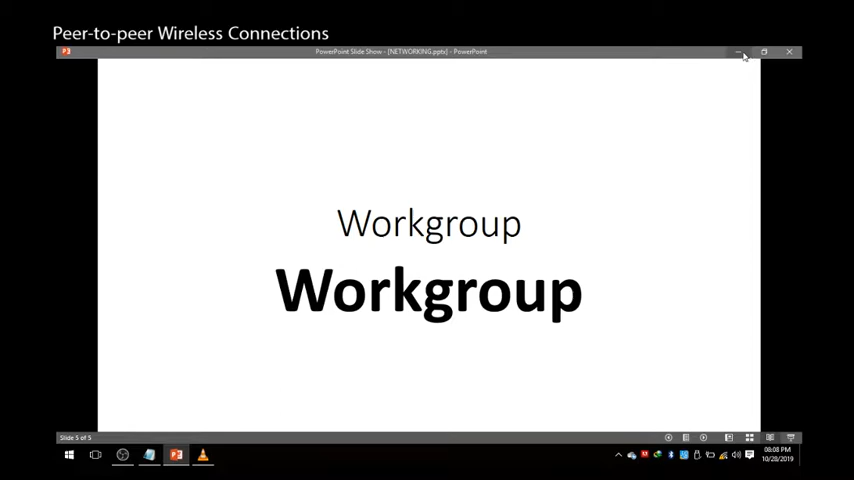 Peer-to-peer Wireless Connections
PowerPoint Slide Show - [NETWORKING.pptx] - PowerPoint
Workgroup
Workgroup
Slide 5 of 5
08:08 PM
10/28/2019